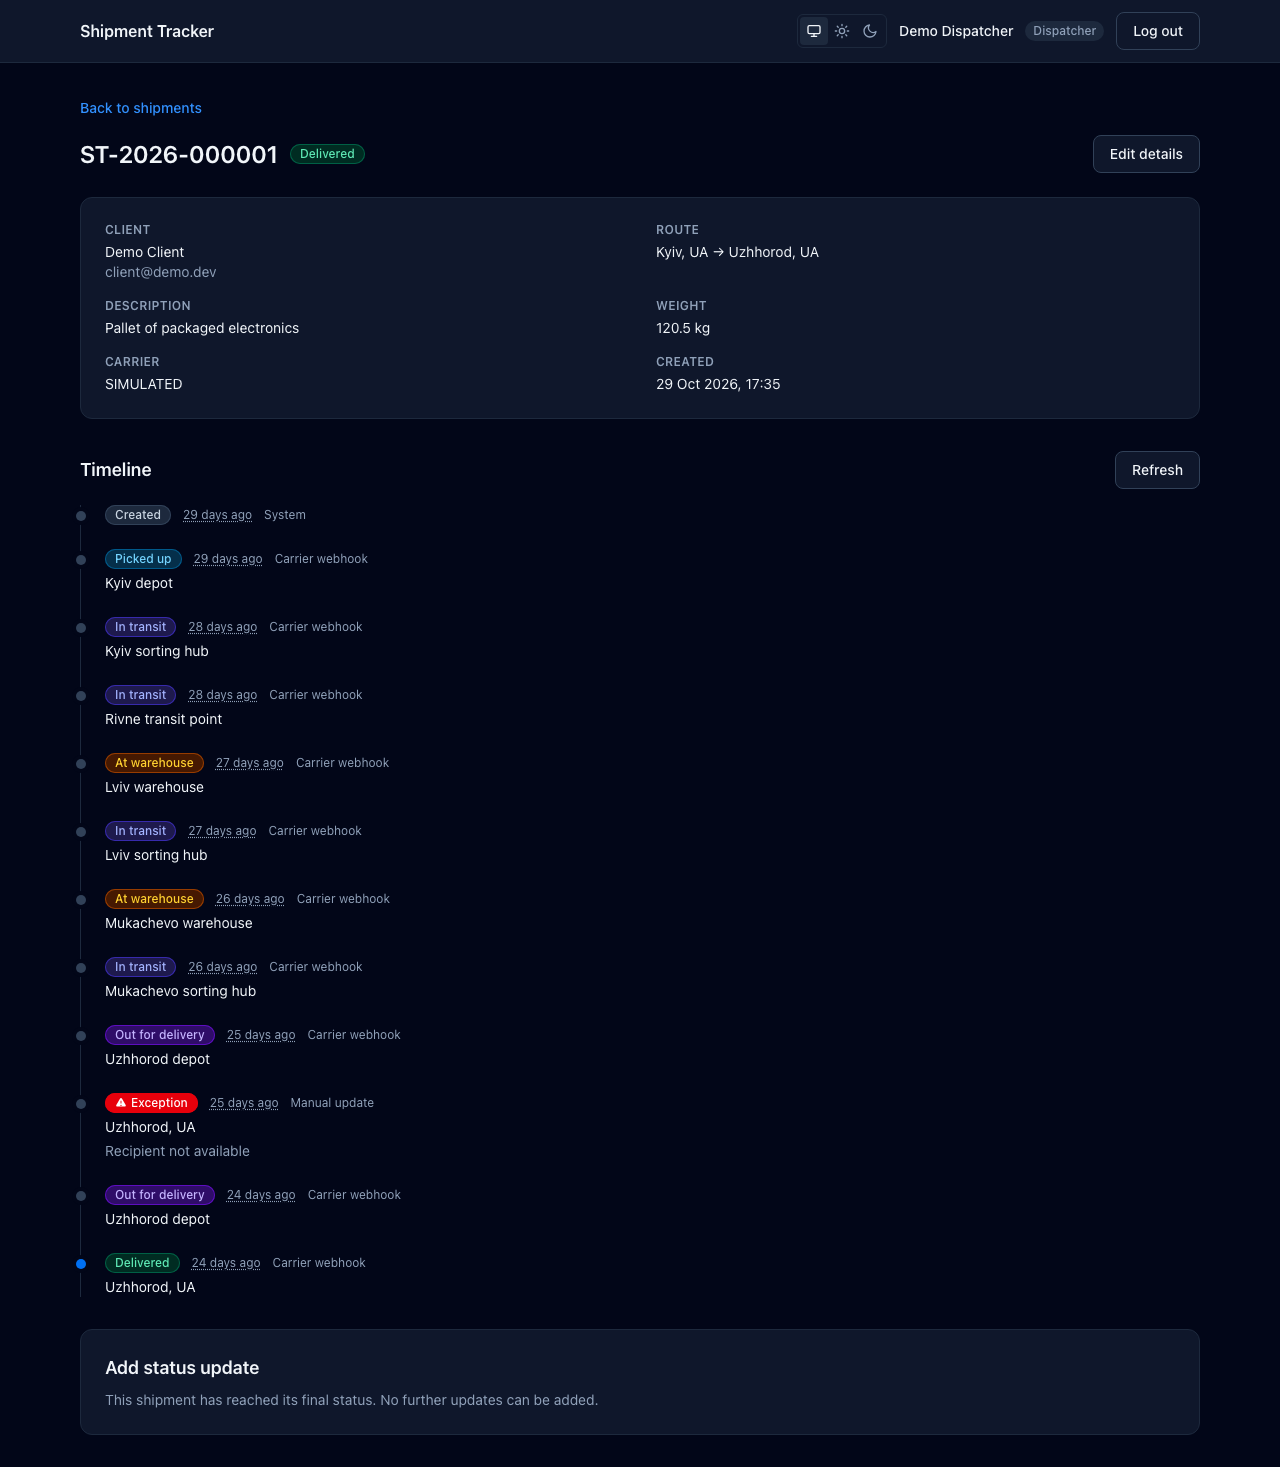 Shipment Tracker
Demo Dispatcher
Dispatcher
Log out
Back to shipments
ST-2026-000001
Delivered
Edit details
CLIENT
Demo Client
client@demo.dev
ROUTE
Kyiv, UA → Uzhhorod, UA
DESCRIPTION
Pallet of packaged electronics
WEIGHT
120.5 kg
CARRIER
SIMULATED
CREATED
29 Oct 2026, 17:35
Timeline
Refresh
Created 29 days ago System
Picked up 29 days ago Carrier webhook
Kyiv depot
In transit 28 days ago Carrier webhook
Kyiv sorting hub
In transit 28 days ago Carrier webhook
Rivne transit point
At warehouse 27 days ago Carrier webhook
Lviv warehouse
In transit 27 days ago Carrier webhook
Lviv sorting hub
At warehouse 26 days ago Carrier webhook
Mukachevo warehouse
In transit 26 days ago Carrier webhook
Mukachevo sorting hub
Out for delivery 25 days ago Carrier webhook
Uzhhorod depot
Exception 25 days ago Manual update
Uzhhorod, UA
Recipient not available
Out for delivery 24 days ago Carrier webhook
Uzhhorod depot
Delivered 24 days ago Carrier webhook
Uzhhorod, UA
Add status update
This shipment has reached its final status. No further updates can be added.